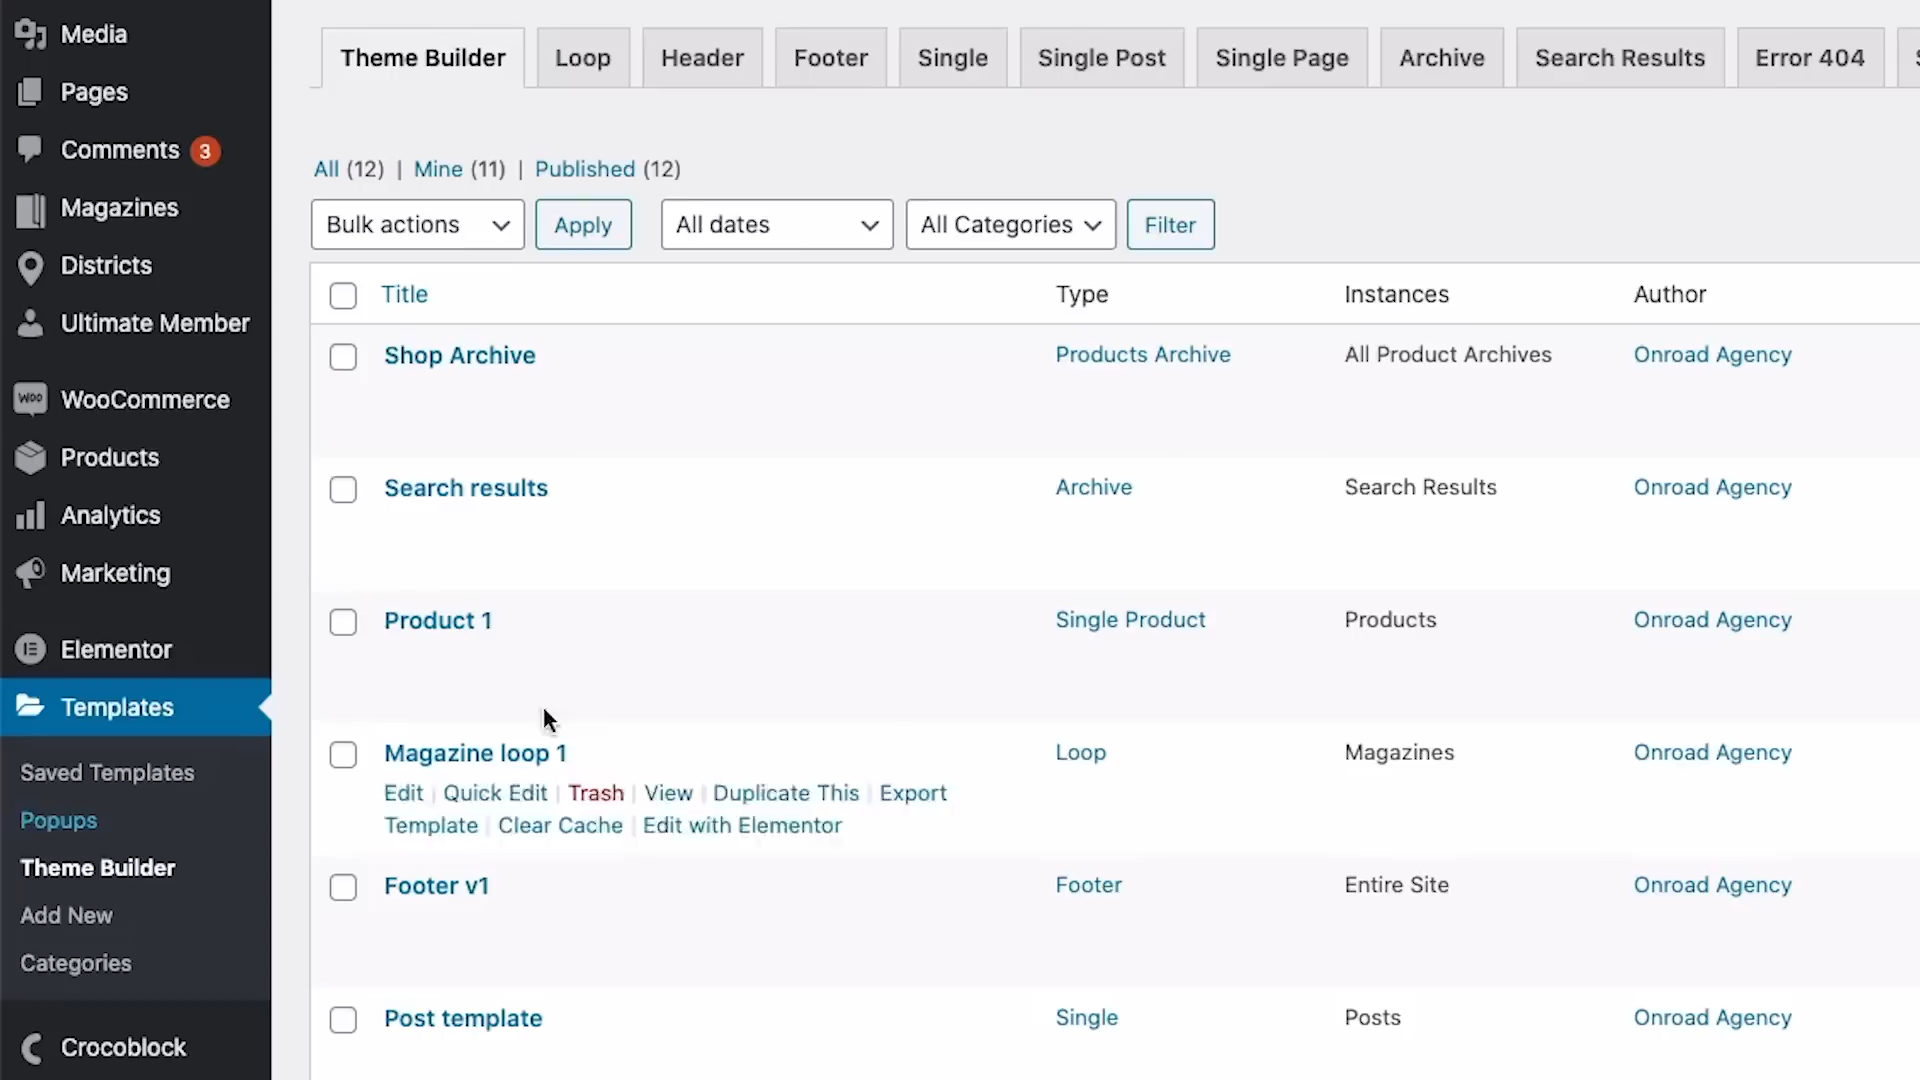 Media
Pages
Comments 3
Magazines
Districts
Ultimate Member
WOO WooCommerce
Products
Analytics
Marketing
Elementor
Templates
Saved Templates
Popups
Theme Builder
Add New
Categories
Crocoblock
Theme Builder Loop Header Footer Single Single Post Single Page Archive Search Results Error 404
All (12) | Mine (11) | Published (12)
Bulk actions Apply All dates All Categories Filter
Title Type Instances Author
Shop Archive Products Archive All Product Archives Onroad Agency
Search results Archive Search Results Onroad Agency
Product 1 Single Product Products Onroad Agency
Magazine loop 1 Loop Magazines Onroad Agency
Edit | Quick Edit | Trash | View | Duplicate This | Export
Template | Clear Cache | Edit with Elementor
Footer v1 Footer Entire Site Onroad Agency
Post template Single Posts Onroad Agency